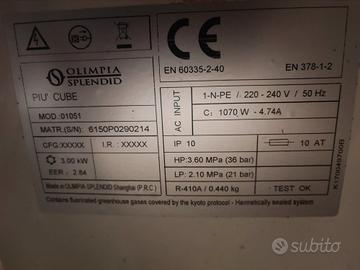 OLIMPIA
SPLENDID
PIU' CUBE
MOD.:01051
MATR.(S/N): 6150P0290214
CFG:XXXXX I.R.: XXXXX
3.00 kW
EER: 2.84
Made in OLIMPIA SPLENDID Shanghai (P.R.C)
CE
EN 60335-2-40 EN 378-1-2
AC INPUT
1-N-PE / 220 - 240 V / 50 Hz
C: 1070 W - 4.74A
IP 10 10 AT
HP:3.60 MPa (36 bar)
LP: 2.10 MPa (21 bar)
R-410A / 0.440 kg TEST OK
Contains fluorinated greenhouse gases covered by the kyoto protocol - Hermetically sealed system
subito